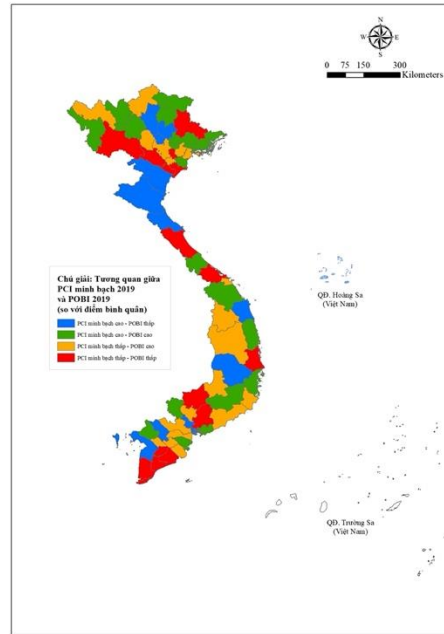 N
W E
S
0 75 150 300
Kilometers
QĐ. Hoàng Sa
(Việt Nam)
Chú giải: Tương quan giữa
PCI minh bạch 2019
và POBI 2019
(so với điểm bình quân)
PCI minh bạch cao - POBI thấp
PCI minh bạch cao - POBI cao
PCI minh bạch thấp - POBI cao
PCI minh bạch thấp - POBI thấp
QĐ. Trường Sa
(Việt Nam)